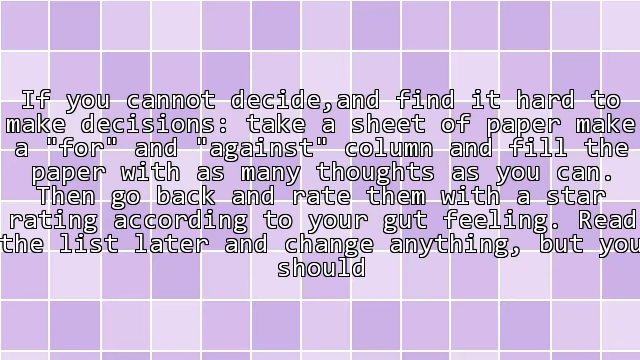 If you cannot decide,and find it hard to
make decisions: take a sheet of paper make
a "for" and "against" column and fill the
paper with as many thoughts as you can.
Then go back and rate them with a star
rating according to your gut feeling. Read
the list later and change anything, but you
should